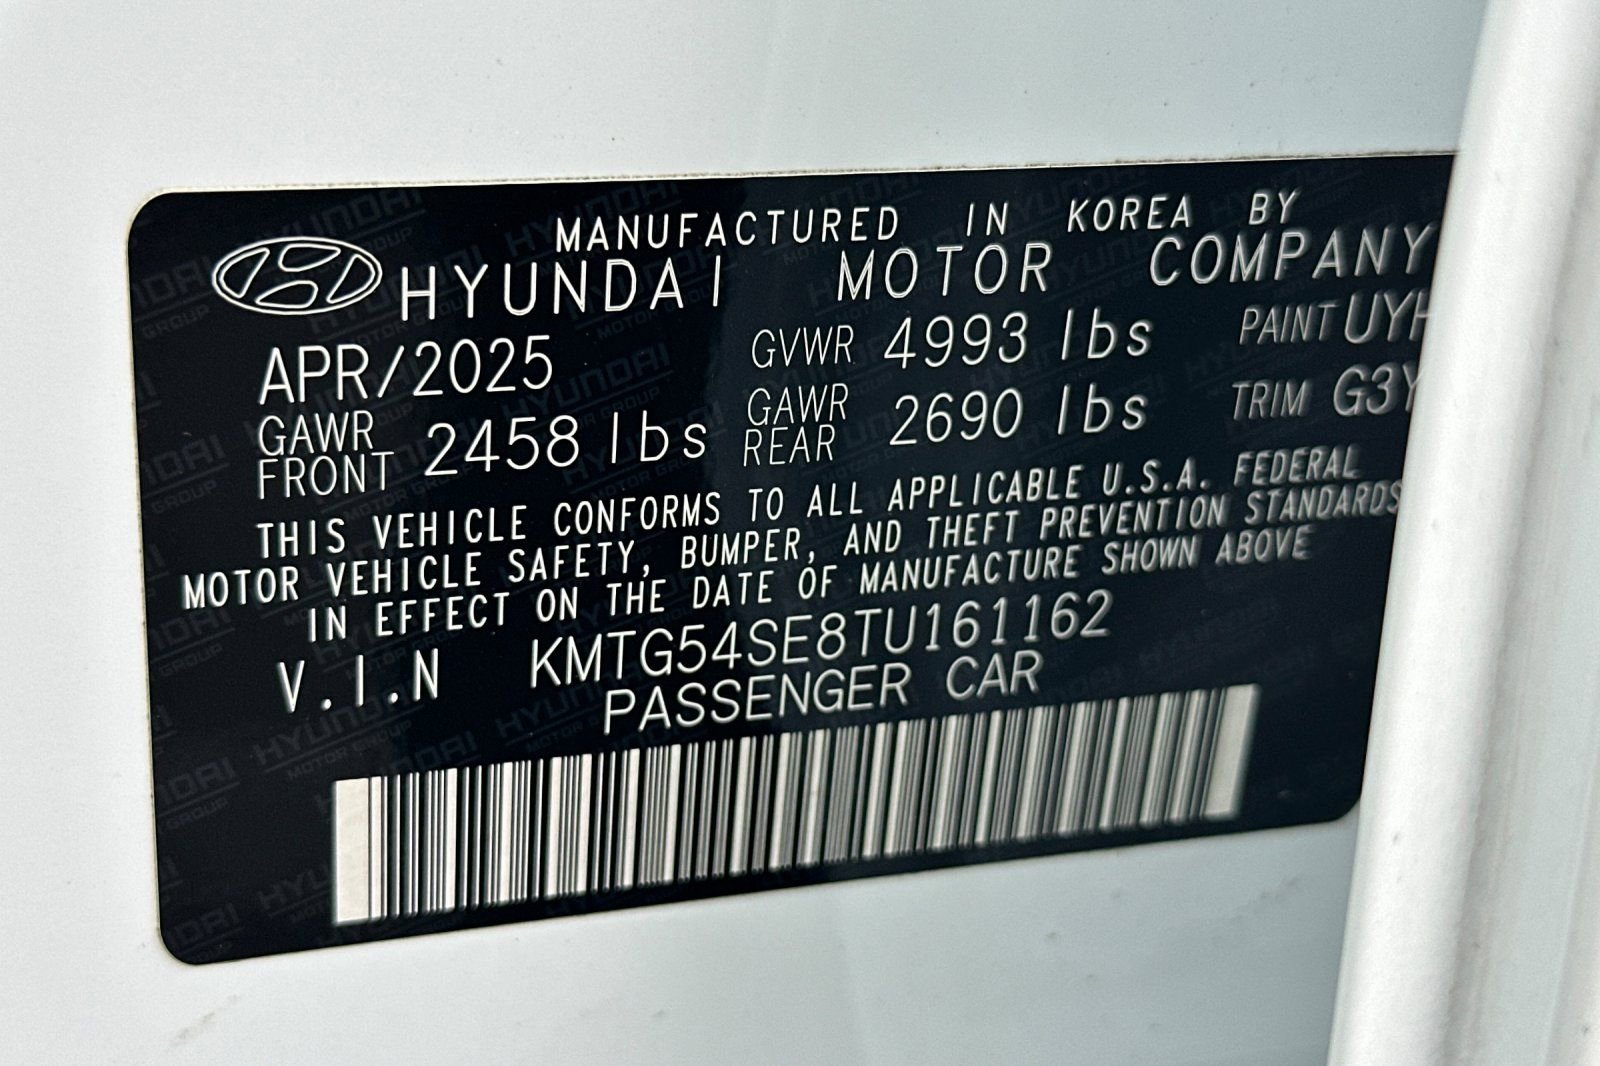 MANUFACTURED IN KOREA BY
HYUNDAI MOTOR COMPANY
APR/2025 GVWR 4993 lbs PAINT UYH
GAWR FRONT 2458 lbs GAWR REAR 2690 lbs TRIM G3Y
THIS VEHICLE CONFORMS TO ALL APPLICABLE U.S.A. FEDERAL
MOTOR VEHICLE SAFETY, BUMPER, AND THEFT PREVENTION STANDARDS
IN EFFECT ON THE DATE OF MANUFACTURE SHOWN ABOVE
V.I.N KMTG54SE8TU161162
PASSENGER CAR